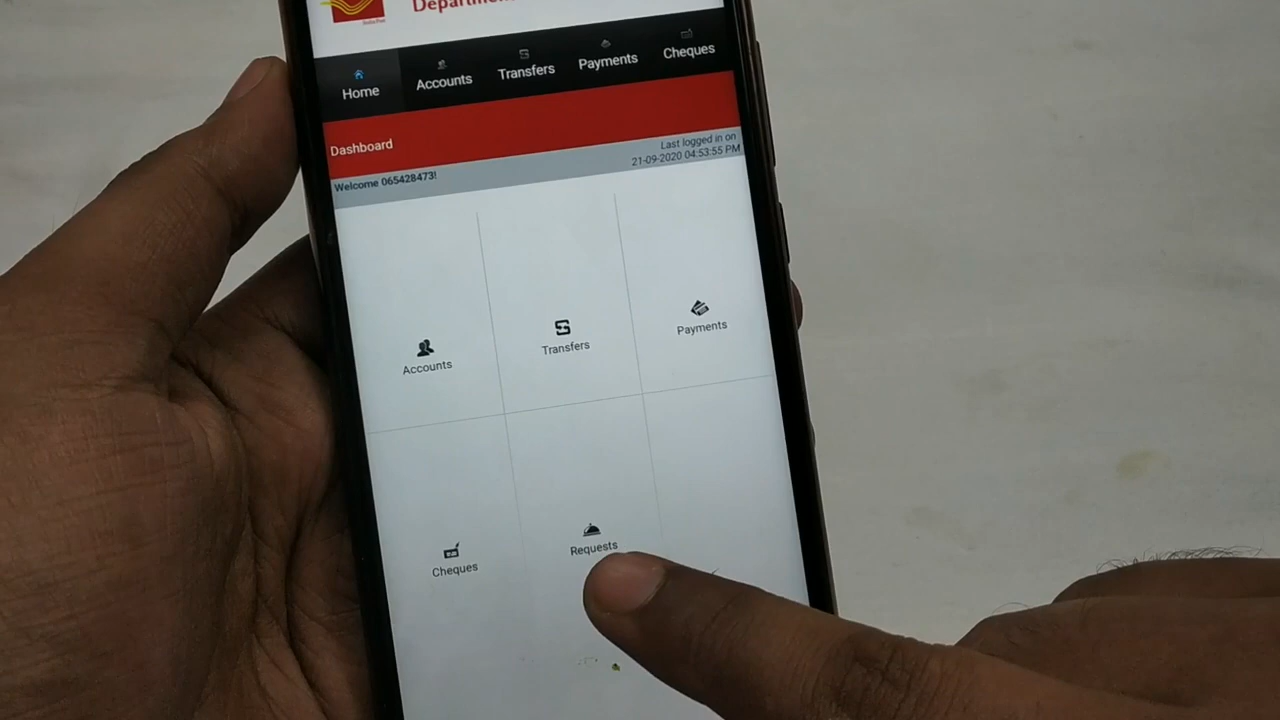 Department
Home
Accounts
Transfers
Payments
Cheques
Dashboard
Last logged in on
21-09-2020 04:53:55 PM
Welcome 065428473!
Accounts
Transfers
Payments
Cheques
Requests